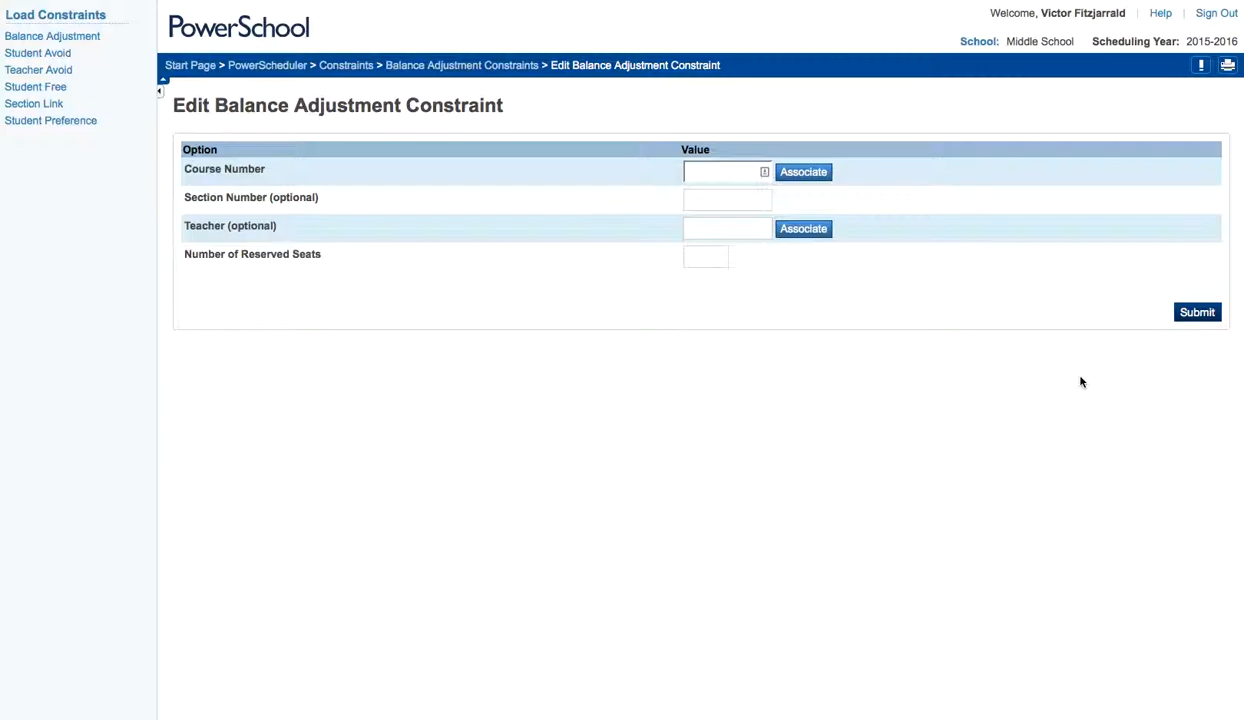 Load Constraints
Balance Adjustment
Student Avoid
Teacher Avoid
Student Free
Section Link
Student Preference
PowerSchool
Welcome, Victor Fitzjarrald | Help | Sign Out
School: Middle School Scheduling Year: 2015-2016
Start Page > PowerScheduler > Constraints > Balance Adjustment Constraints > Edit Balance Adjustment Constraint
Edit Balance Adjustment Constraint
Option Value
Course Number Associate
Section Number (optional)
Teacher (optional) Associate
Number of Reserved Seats
Submit